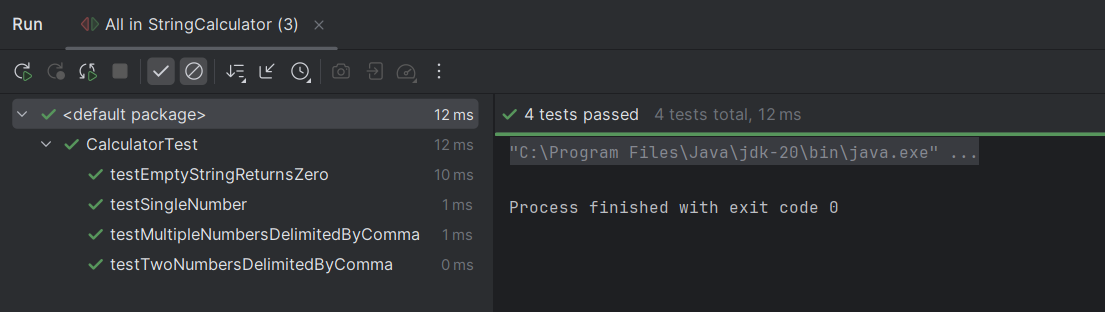 Run All in StringCalculator (3)
<default package> 12 ms
CalculatorTest 12 ms
testEmptyStringReturnsZero 10 ms
testSingleNumber 1 ms
testMultipleNumbersDelimitedByComma 1 ms
testTwoNumbersDelimitedByComma 0 ms
4 tests passed 4 tests total, 12 ms
"C:\Program Files\Java\jdk-20\bin\java.exe" ...
Process finished with exit code 0